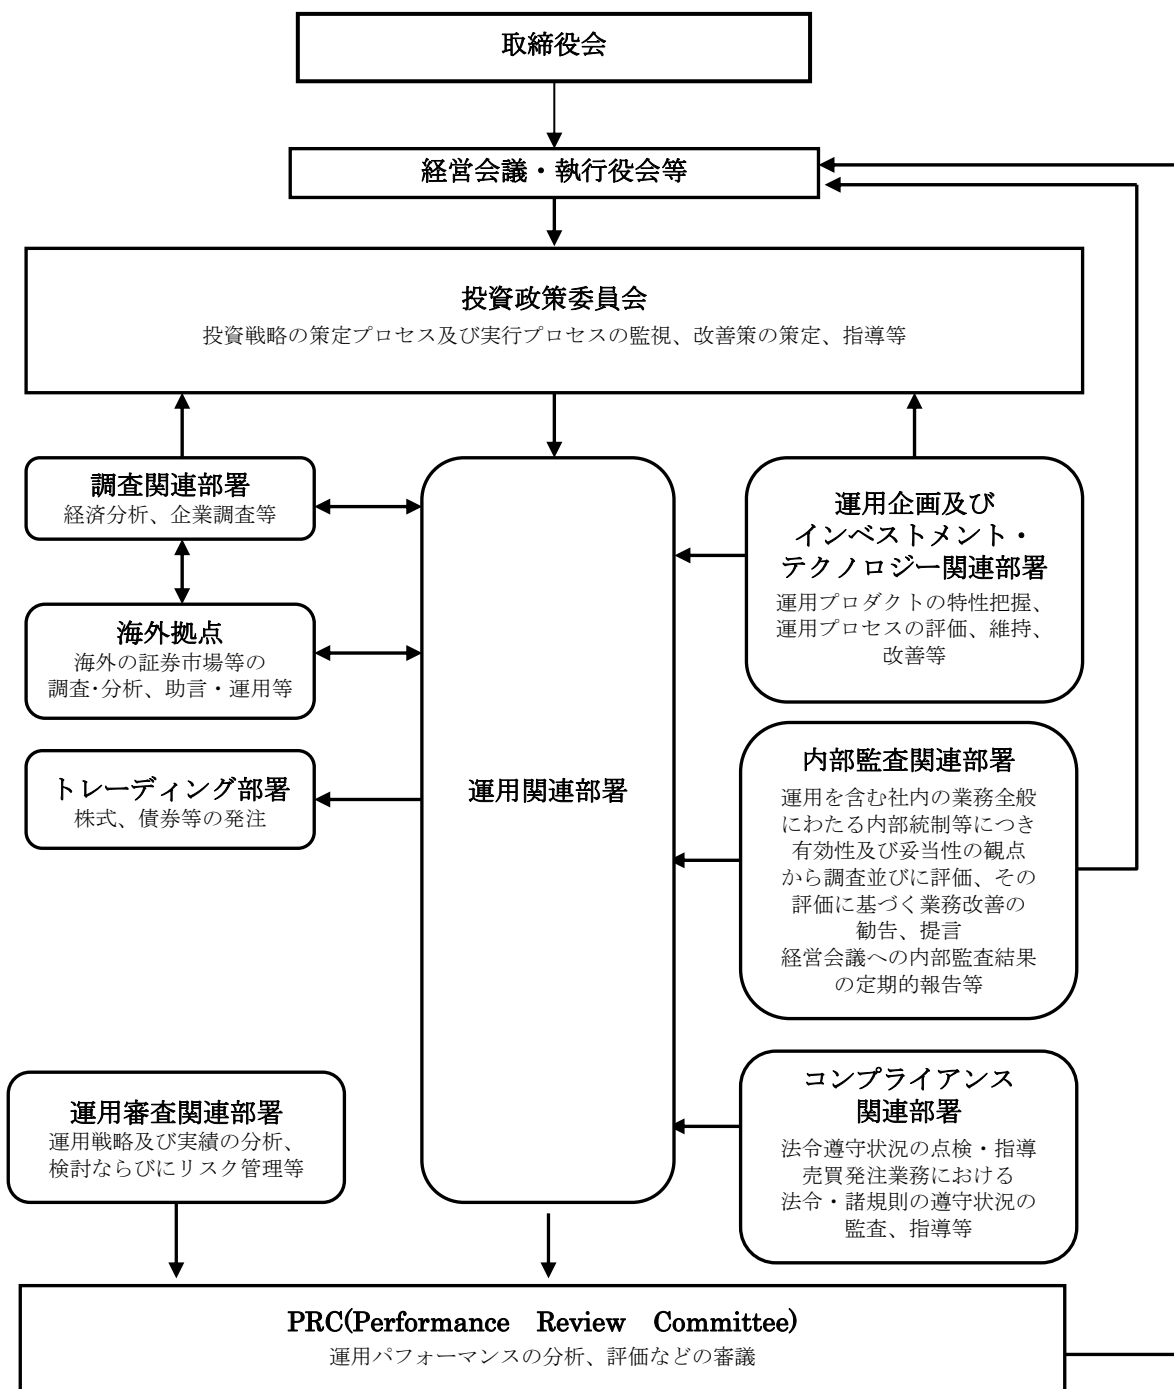 取締役会
経営会議・執行役会等
投資政策委員会
投資戦略の策定プロセス及び実行プロセスの監視、改善策の策定、指導等
調査関連部署
経済分析、企業調査等
海外拠点
海外の証券市場等の
調査・分析、助言・運用等
トレーディング部署
株式、債券等の発注
運用関連部署
運用企画及び
インベストメント・
テクノロジー関連部署
運用プロダクトの特性把握、
運用プロセスの評価、維持、
改善等
内部監査関連部署
運用を含む社内の業務全般
にわたる内部統制等につき
有効性及び妥当性の観点
から調査並びに評価、その
評価に基づく業務改善の
勧告、提言
経営会議への内部監査結果
の定期的報告等
コンプライアンス
関連部署
法令遵守状況の点検・指導
売買発注業務における
法令・諸規則の遵守状況の
監査、指導等
運用審査関連部署
運用戦略及び実績の分析、
検討ならびにリスク管理等
PRC(Performance Review Committee)
運用パフォーマンスの分析、評価などの審議